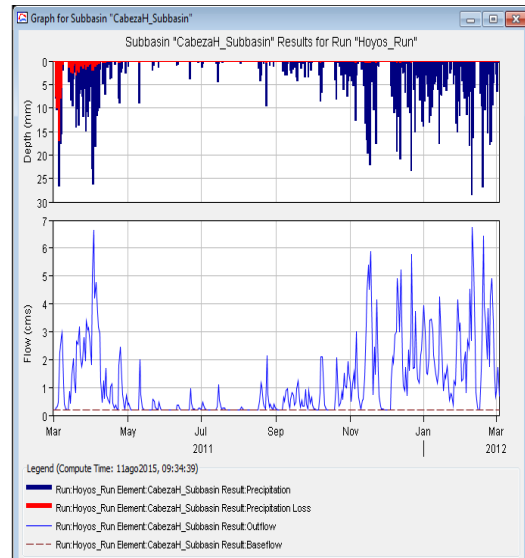 Graph for Subbasin "CabezaH_Subbasin"
Subbasin "CabezaH_Subbasin" Results for Run "Hoyos_Run"
Depth (mm)
0
5
10
15
20
25
30
Flow (cms)
7
6
5
4
3
2
1
0
Mar May Jul Sep Nov Jan Mar
2011 2012
Legend (Compute Time: 11ago2015, 09:34:39)
Run:Hoyos_Run Element:CabezaH_Subbasin Result:Precipitation
Run:Hoyos_Run Element:CabezaH_Subbasin Result:Precipitation Loss
Run:Hoyos_Run Element:CabezaH_Subbasin Result:Outflow
Run:Hoyos_Run Element:CabezaH_Subbasin Result:Baseflow